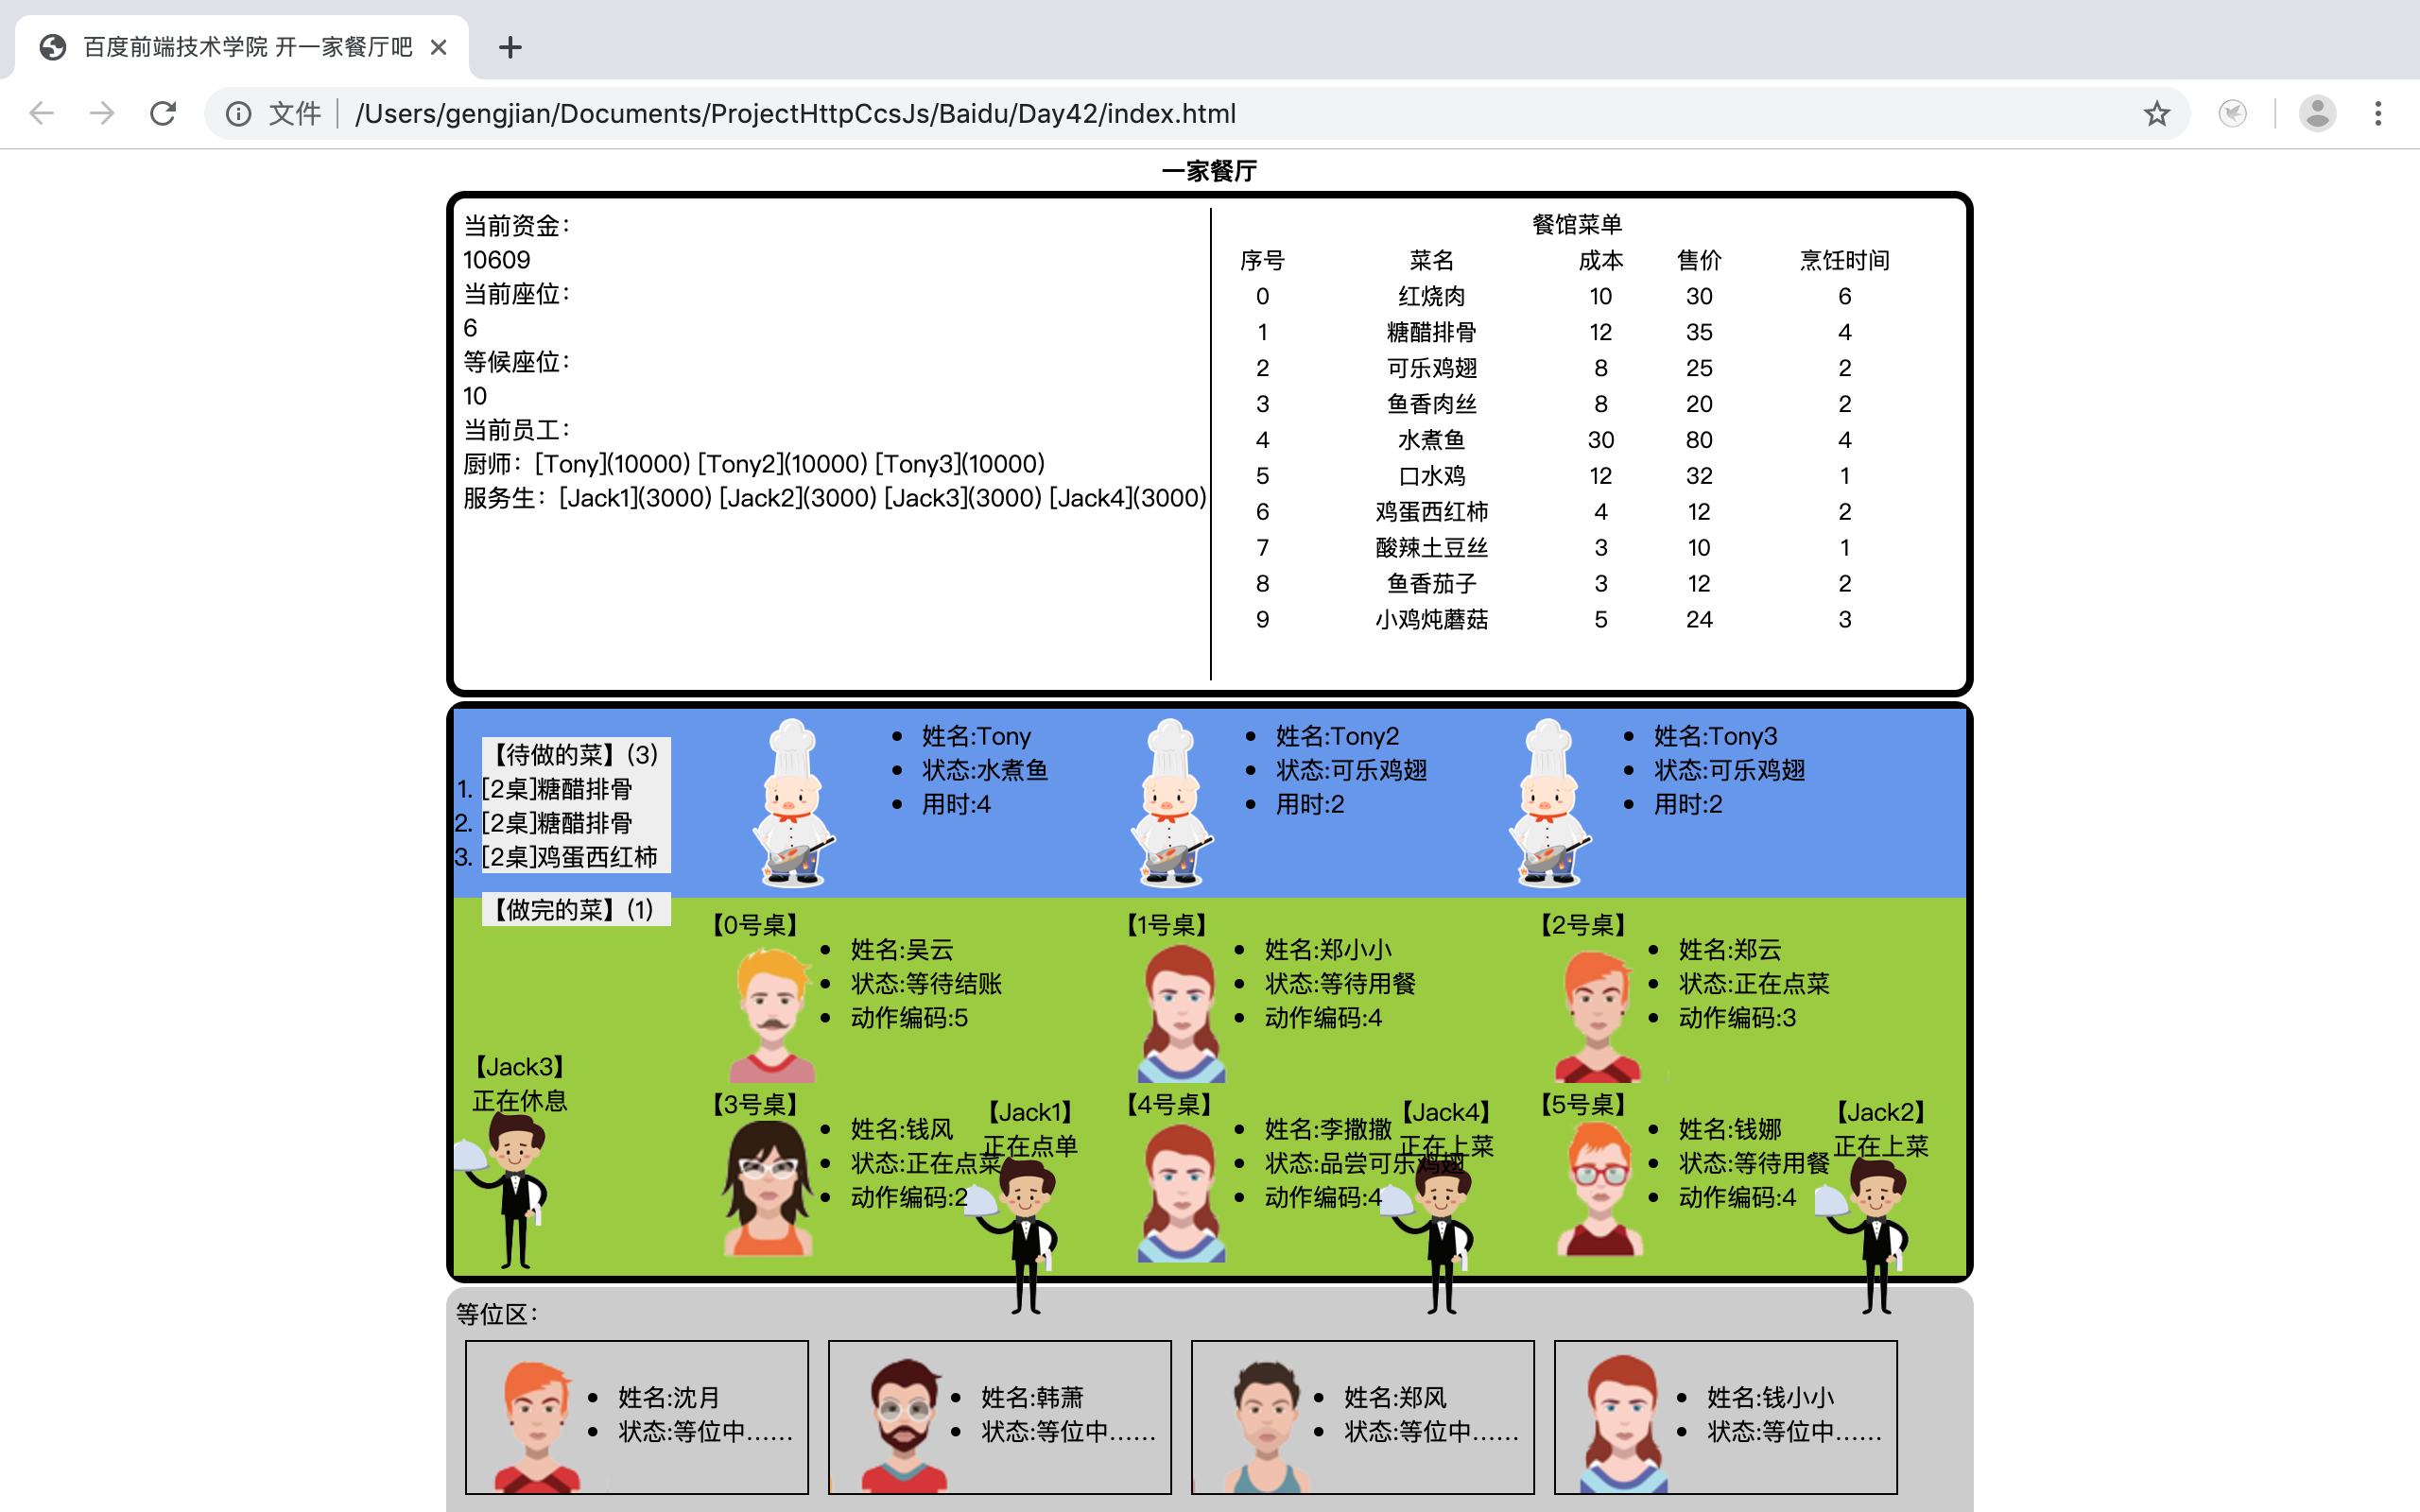 百度前端技术学院 开一家餐厅吧
文件 /Users/gengjian/Documents/ProjectHttpCcsJs/Baidu/Day42/index.html
一家餐厅
当前资金：
10609
当前座位：
6
等候座位：
10
当前员工：
厨师：[Tony](10000) [Tony2](10000) [Tony3](10000)
服务生：[Jack1](3000) [Jack2](3000) [Jack3](3000) [Jack4](3000)
餐馆菜单
序号 菜名 成本 售价 烹饪时间
0 红烧肉 10 30 6
1 糖醋排骨 12 35 4
2 可乐鸡翅 8 25 2
3 鱼香肉丝 8 20 2
4 水煮鱼 30 80 4
5 口水鸡 12 32 1
6 鸡蛋西红柿 4 12 2
7 酸辣土豆丝 3 10 1
8 鱼香茄子 3 12 2
9 小鸡炖蘑菇 5 24 3
【待做的菜】(3)
1. [2桌]糖醋排骨
2. [2桌]糖醋排骨
3. [2桌]鸡蛋西红柿
【做完的菜】(1)
姓名:Tony
状态:水煮鱼
用时:4
姓名:Tony2
状态:可乐鸡翅
用时:2
姓名:Tony3
状态:可乐鸡翅
用时:2
【0号桌】
姓名:吴云
状态:等待结账
动作编码:5
【1号桌】
姓名:郑小小
状态:等待用餐
动作编码:4
【2号桌】
姓名:郑云
状态:正在点菜
动作编码:3
【Jack3】
正在休息
【3号桌】
姓名:钱风
状态:正在点菜
动作编码:2
【Jack1】
正在点单
【4号桌】
姓名:李撒撒
状态:品尝可乐鸡翅
动作编码:4
【Jack4】
正在上菜
【5号桌】
姓名:钱娜
状态:等待用餐
动作编码:4
【Jack2】
正在上菜
等位区：
姓名:沈月
状态:等位中……
姓名:韩萧
状态:等位中……
姓名:郑风
状态:等位中……
姓名:钱小小
状态:等位中……